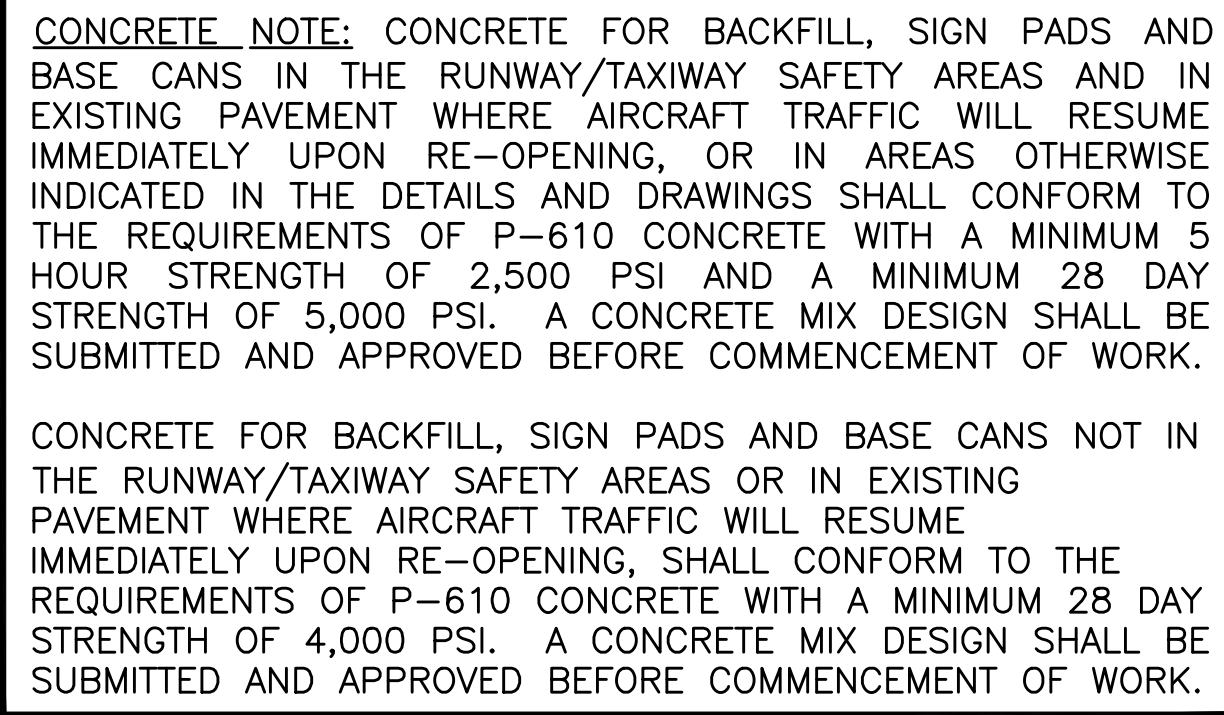 CONCRETE NOTE: CONCRETE FOR BACKFILL, SIGN PADS AND
BASE CANS IN THE RUNWAY/TAXIWAY SAFETY AREAS AND IN
EXISTING PAVEMENT WHERE AIRCRAFT TRAFFIC WILL RESUME
IMMEDIATELY UPON RE-OPENING, OR IN AREAS OTHERWISE
INDICATED IN THE DETAILS AND DRAWINGS SHALL CONFORM TO
THE REQUIREMENTS OF P-610 CONCRETE WITH A MINIMUM 5
HOUR STRENGTH OF 2,500 PSI AND A MINIMUM 28 DAY
STRENGTH OF 5,000 PSI. A CONCRETE MIX DESIGN SHALL BE
SUBMITTED AND APPROVED BEFORE COMMENCEMENT OF WORK.

CONCRETE FOR BACKFILL, SIGN PADS AND BASE CANS NOT IN
THE RUNWAY/TAXIWAY SAFETY AREAS OR IN EXISTING
PAVEMENT WHERE AIRCRAFT TRAFFIC WILL RESUME
IMMEDIATELY UPON RE-OPENING, SHALL CONFORM TO THE
REQUIREMENTS OF P-610 CONCRETE WITH A MINIMUM 28 DAY
STRENGTH OF 4,000 PSI. A CONCRETE MIX DESIGN SHALL BE
SUBMITTED AND APPROVED BEFORE COMMENCEMENT OF WORK.